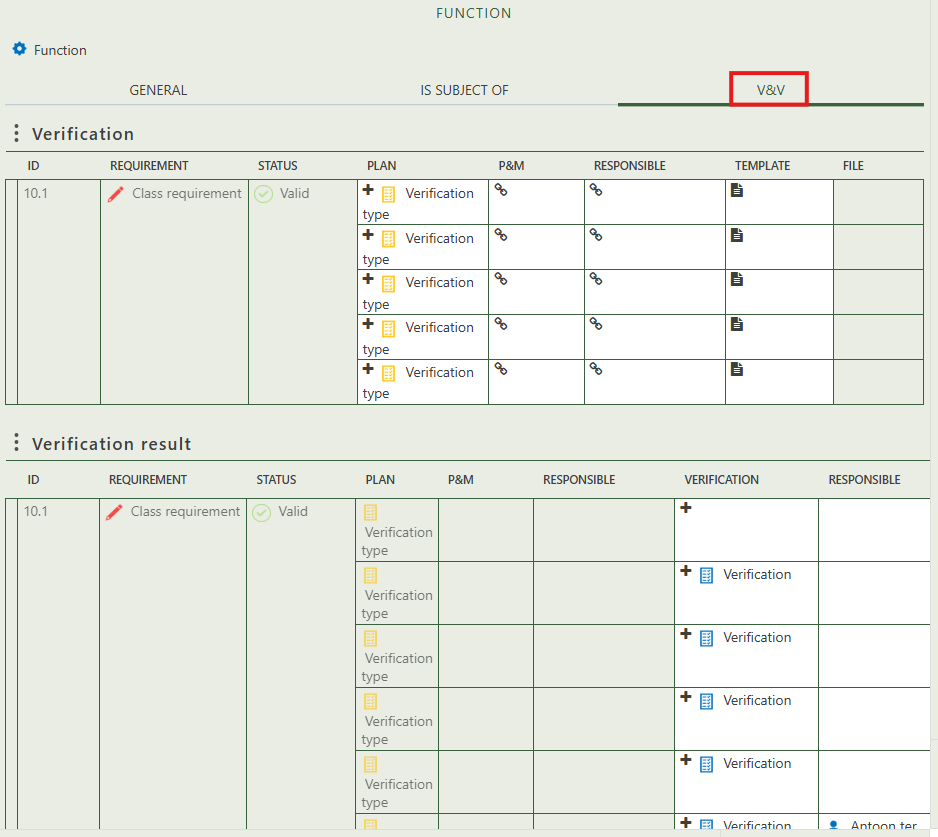 FUNCTION
Function
GENERAL IS SUBJECT OF V&V
Verification
ID REQUIREMENT STATUS PLAN P&M RESPONSIBLE TEMPLATE FILE
10.1 Class requirement Valid Verification
type
Verification
type
Verification
type
Verification
type
Verification
type
Verification result
ID REQUIREMENT STATUS PLAN P&M RESPONSIBLE VERIFICATION RESPONSIBLE
10.1 Class requirement Valid
Verification
type
Verification
Verification
type
Verification
Verification
type
Verification
Verification
type
Verification
Verification
type
Verification Antoon ter